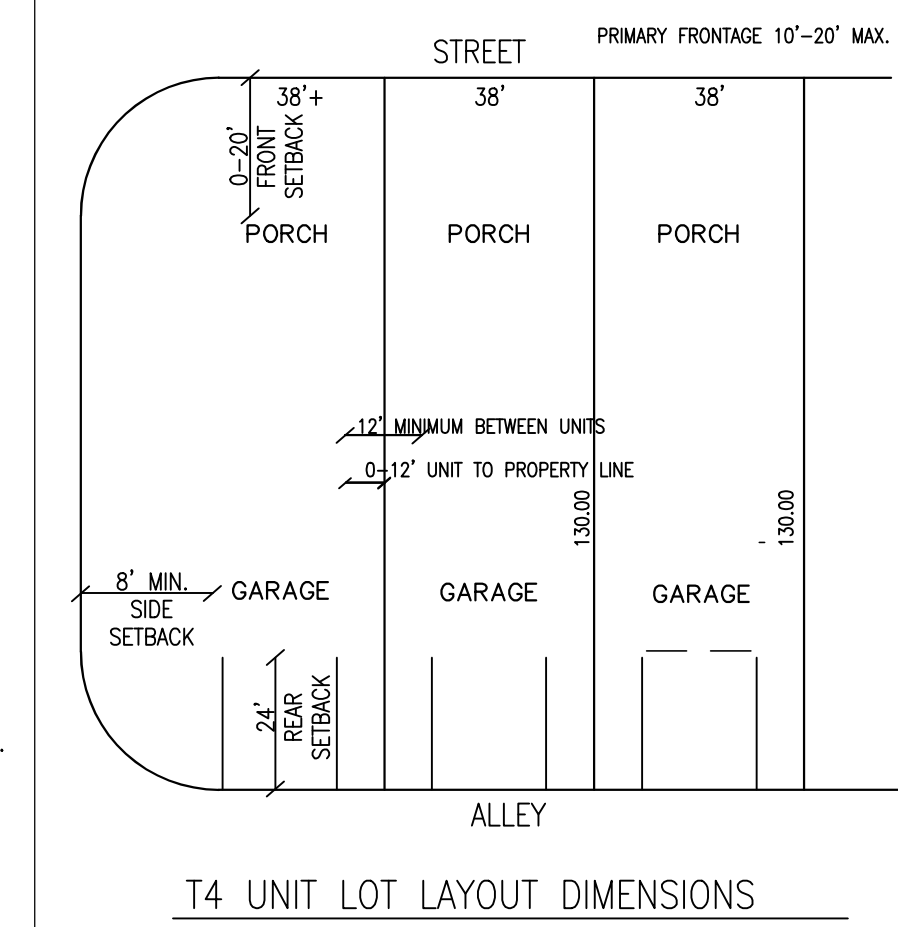 PRIMARY FRONTAGE 10'-20' MAX.
STREET
38'+
38'
38'
0-20'
FRONT
SETBACK
PORCH
PORCH
PORCH
12' MINIMUM BETWEEN UNITS
0-12' UNIT TO PROPERTY LINE
130.00
130.00
8' MIN.
SIDE
SETBACK
GARAGE
GARAGE
GARAGE
24'
REAR
SETBACK
ALLEY
T4 UNIT LOT LAYOUT DIMENSIONS